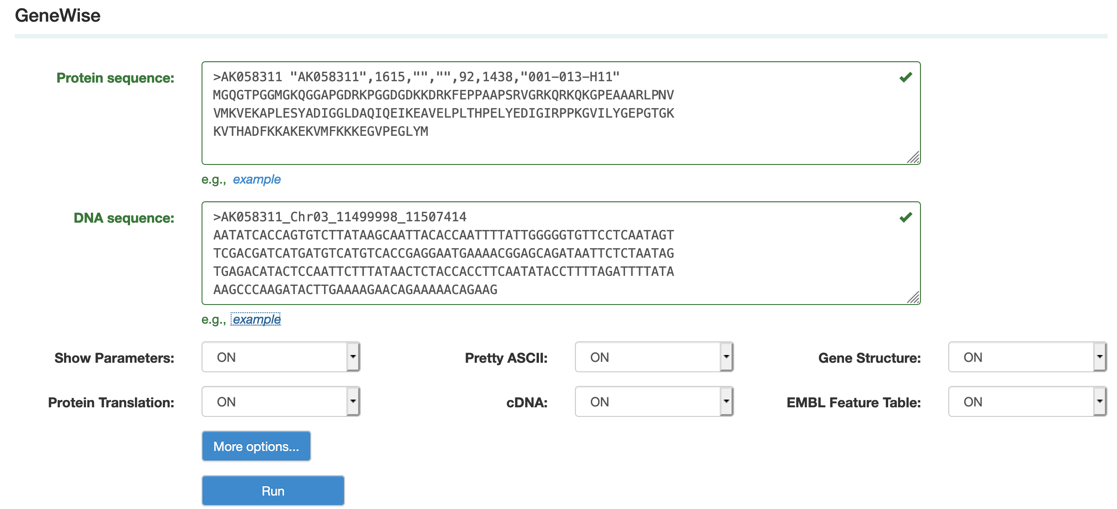 GeneWise
Protein sequence:
>AK058311 "AK058311",1615,"","",92,1438,"001-013-H11"
MGQGTPGGMGKQGGAPGDRKPGGDGDKKDRKFEPPAAPSRVGRKQRKQKGPEAAARLPNV
VMKVEKAPLESYADIGGLDAQIQEIKEAVELPLTHPELYEDIGIRPPKGVILYGEPGTGK
KVTHADFKKAKEKVMFKKKEGVPEGLYM
e.g., example
DNA sequence:
>AK058311_Chr03_11499998_11507414
AATATCACCAGTGTCTTATAAGCAATTACACCAATTTTATTGGGGGTGTTCCTCAATAGT
TCGACGATCATGATGTCATGTCACCGAGGAATGAAAACGGAGCAGATAATTCTCTAATAG
TGAGACATACTCCAATTCTTTATAACTCTACCACCTTCAATATACCTTTTAGATTTTATA
AAGCCCAAGATACTTGAAAAGAACAGAAAAACAGAAG
e.g., example
Show Parameters: ON Pretty ASCII: ON Gene Structure: ON
Protein Translation: ON cDNA: ON EMBL Feature Table: ON
More options...
Run